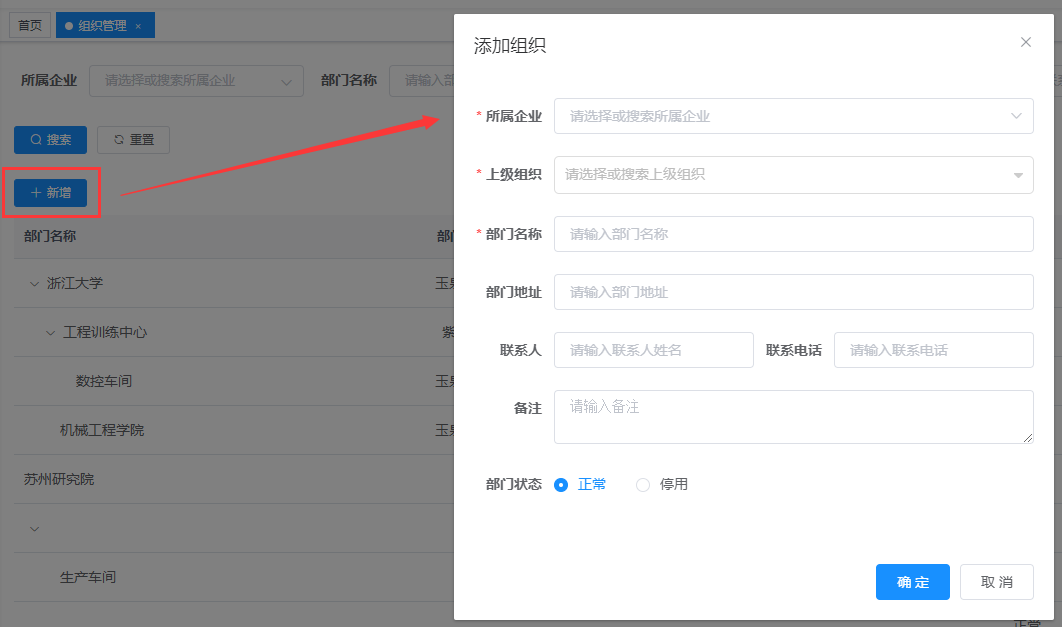 首页
组织管理 ×
所属企业 请选择或搜索所属企业 部门名称 请输入部
搜索 重置
新增
部门名称 部
浙江大学 玉
工程训练中心 紫
数控车间 玉
机械工程学院 玉
苏州研究院
生产车间
正常
添加组织
* 所属企业 请选择或搜索所属企业
* 上级组织 请选择或搜索上级组织
* 部门名称 请输入部门名称
部门地址 请输入部门地址
联系人 请输入联系人姓名 联系电话 请输入联系电话
备注 请输入备注
部门状态 正常 停用
确 定 取 消